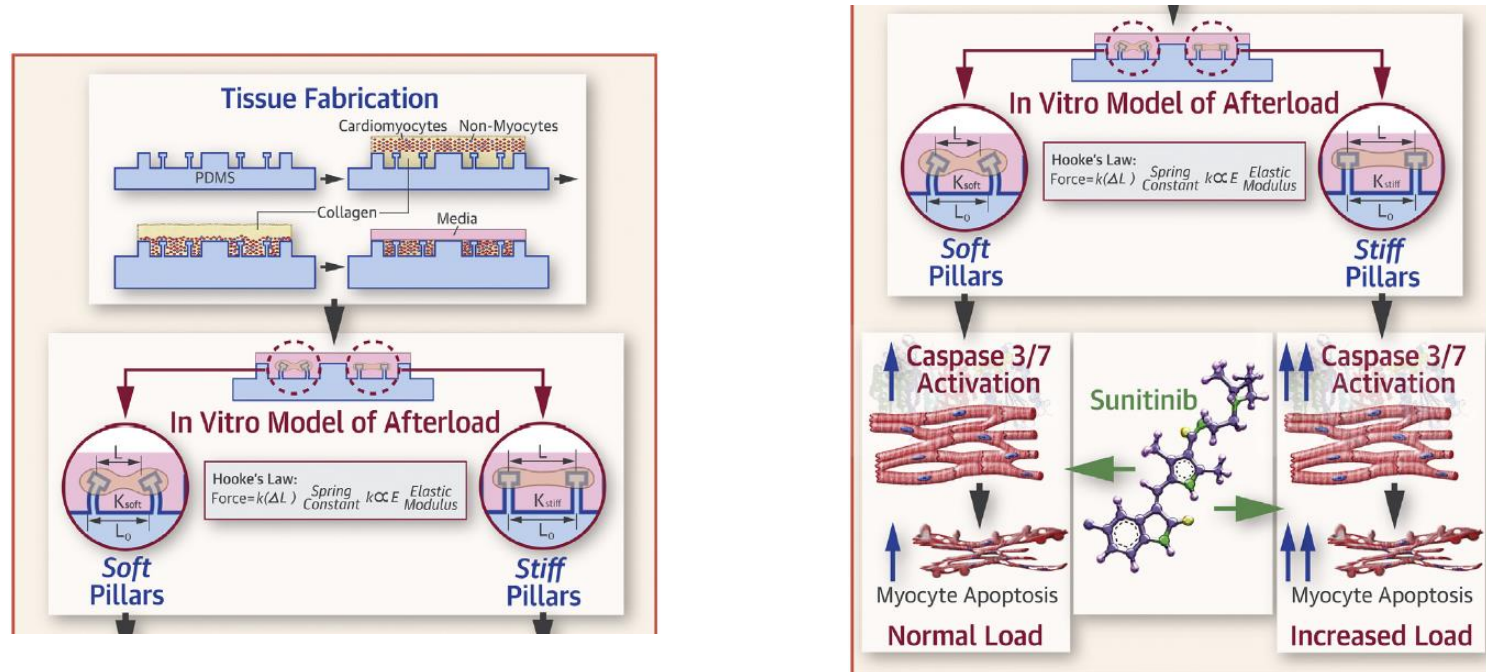 Tissue Fabrication
Cardiomyocytes Non-Myocytes
PDMS
Collagen
Media
In Vitro Model of Afterload
L
Ksoft
L0
Hooke's Law:
Force=k(ΔL) Spring Constant k∝E Elastic Modulus
L
Kstiff
L0
Soft
Pillars
Stiff
Pillars
In Vitro Model of Afterload
L
Ksoft
L0
Hooke's Law:
Force=k(ΔL) Spring Constant k∝E Elastic Modulus
L
Kstiff
L0
Soft
Pillars
Stiff
Pillars
Caspase 3/7
Activation
Myocyte Apoptosis
Normal Load
Sunitinib
Caspase 3/7
Activation
Myocyte Apoptosis
Increased Load